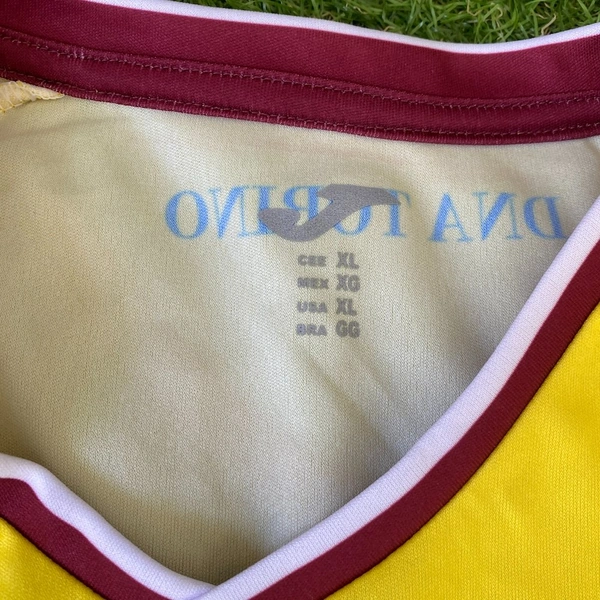 DNA TORINO
CEE XL
MEX XG
USA XL
BRA GG